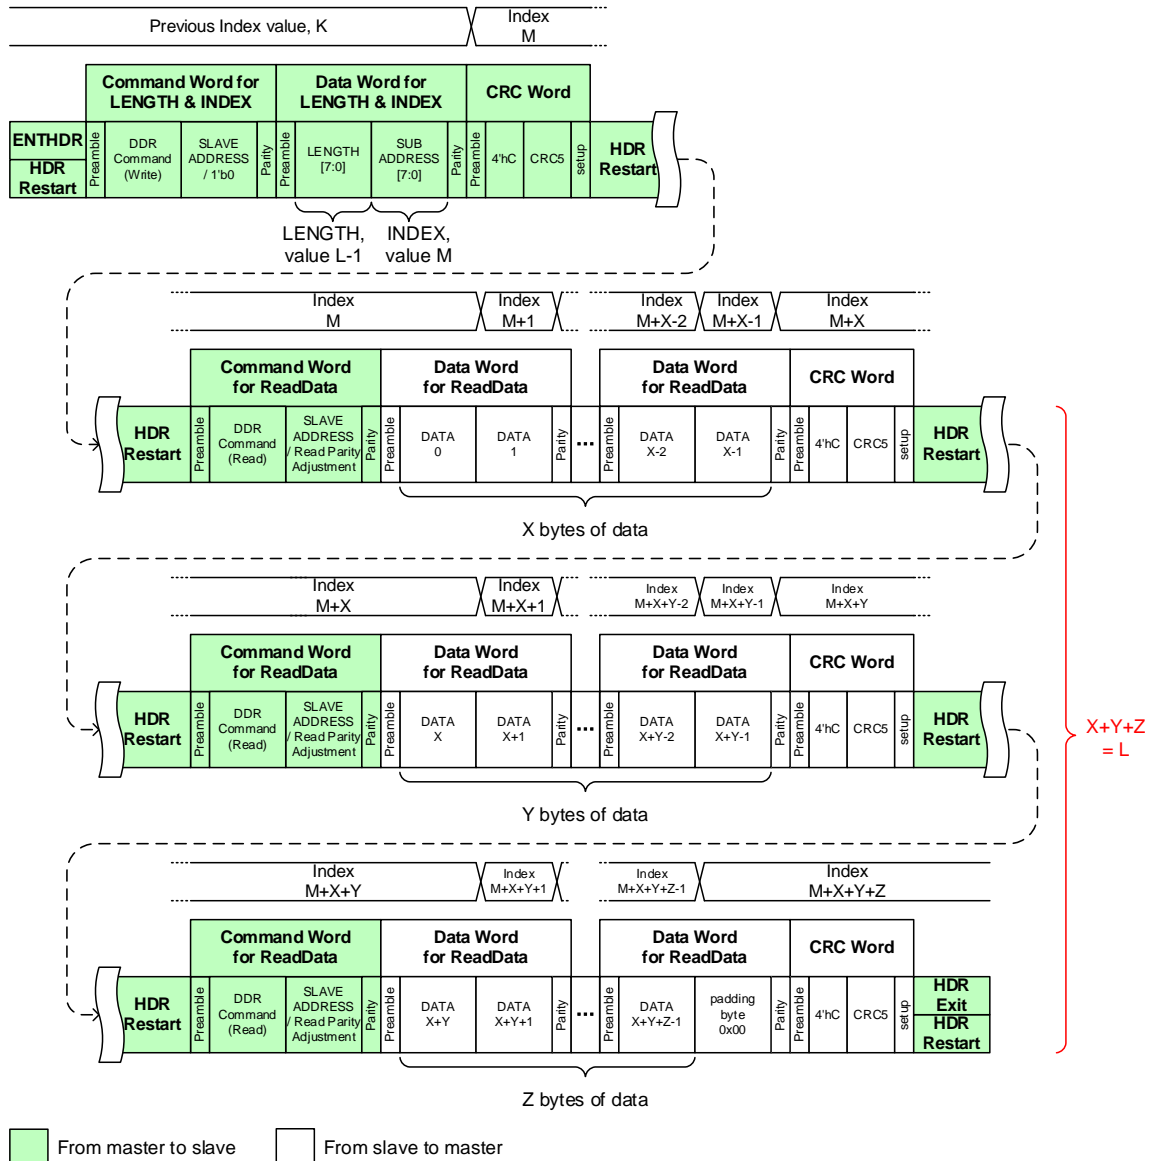 Previous Index value, K
Index
M
Command Word for
LENGTH & INDEX
Data Word for
LENGTH & INDEX
CRC Word
ENTHDR
HDR
Restart
Preamble
DDR
Command
(Write)
SLAVE
ADDRESS
/ 1'b0
Parity
Preamble
LENGTH
[7:0]
SUB
ADDRESS
[7:0]
Parity
Preamble
4'hC
CRC5
setup
HDR
Restart
LENGTH,
value L-1
INDEX,
value M
Index
M
Index
M+1
Index
M+X-2
Index
M+X-1
Index
M+X
Command Word
for ReadData
Data Word
for ReadData
Data Word
for ReadData
CRC Word
HDR
Restart
Preamble
DDR
Command
(Read)
SLAVE
ADDRESS
/ Read Parity
Adjustment
Parity
Preamble
DATA
0
DATA
1
Parity
...
Preamble
DATA
X-2
DATA
X-1
Parity
Preamble
4'hC
CRC5
setup
HDR
Restart
X bytes of data
Index
M+X
Index
M+X+1
Index
M+X+Y-2
Index
M+X+Y-1
Index
M+X+Y
Command Word
for ReadData
Data Word
for ReadData
Data Word
for ReadData
CRC Word
HDR
Restart
Preamble
DDR
Command
(Read)
SLAVE
ADDRESS
/ Read Parity
Adjustment
Parity
Preamble
DATA
X
DATA
X+1
Parity
...
Preamble
DATA
X+Y-2
DATA
X+Y-1
Parity
Preamble
4'hC
CRC5
setup
HDR
Restart
X+Y+Z
= L
Y bytes of data
Index
M+X+Y
Index
M+X+Y+1
Index
M+X+Y+Z-1
Index
M+X+Y+Z
Command Word
for ReadData
Data Word
for ReadData
Data Word
for ReadData
CRC Word
HDR
Restart
Preamble
DDR
Command
(Read)
SLAVE
ADDRESS
/ Read Parity
Adjustment
Parity
Preamble
DATA
X+Y
DATA
X+Y+1
Parity
...
Preamble
DATA
X+Y+Z-1
padding
byte
0x00
Parity
Preamble
4'hC
CRC5
setup
HDR
Exit
HDR
Restart
Z bytes of data
From master to slave
From slave to master